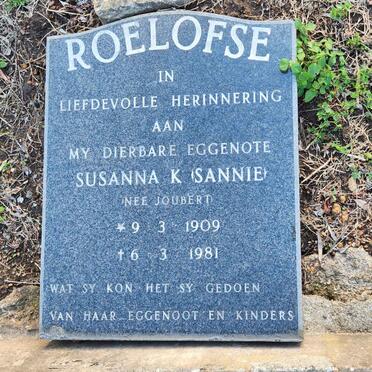 ROELOFSE
IN
LIEFDEVOLLE HERINNERING
AAN
MY DIERBARE EGGENOTE
SUSANNA K (SANNIE)
(NEE JOUBERT)
* 9 - 3 - 1909
† 6 - 3 - 1981
WAT SY KON HET SY GEDOEN
VAN HAAR EGGENOOT EN KINDERS